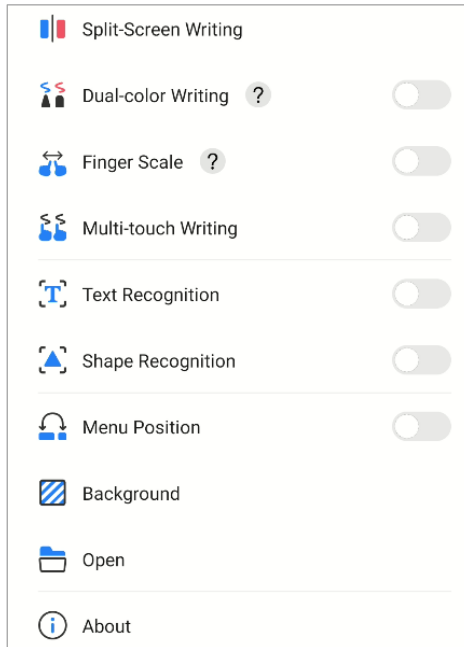 Split-Screen Writing
Dual-color Writing ?
Finger Scale ?
Multi-touch Writing
Text Recognition
Shape Recognition
Menu Position
Background
Open
About